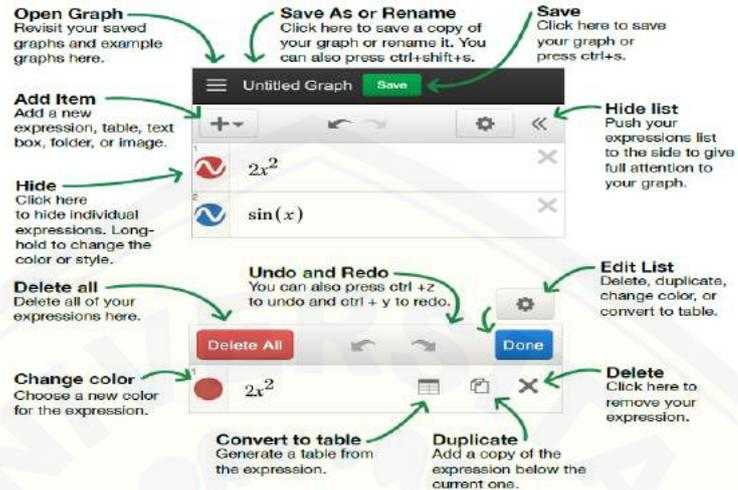 Open Graph
Revisit your saved
graphs and example
graphs here.
Save As or Rename
Click here to save a copy of
your graph or rename it. You
can also press ctrl+shift+s.
Save
Click here to save
your graph or
press ctrl+s.
Untitled Graph Save
Add Item
Add a new
expression, table, text
box, folder, or image.
Hide list
Push your
expressions list
to the side to give
full attention to
your graph.
1
2x²
2
sin(x)
Hide
Click here
to hide individual
expressions. Long-
hold to change the
color or style.
Delete all
Delete all of your
expressions here.
Undo and Redo
You can also press ctrl +z
to undo and ctrl + y to redo.
Edit List
Delete, duplicate,
change color, or
convert to table.
Delete All
Done
1
2x²
Change color
Choose a new color
for the expression.
Delete
Click here to
remove your
expression.
Convert to table
Generate a table from
the expression.
Duplicate
Add a copy of the
expression below the
current one.